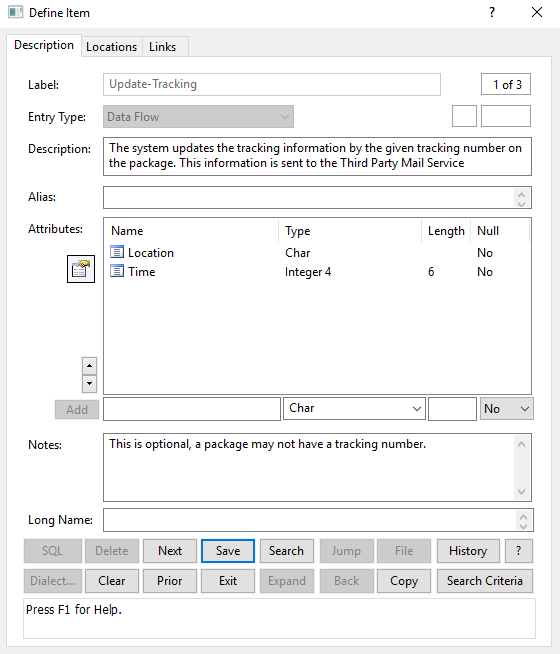 Define Item
?
Description Locations Links
Label: Update-Tracking 1 of 3
Entry Type: Data Flow
Description: The system updates the tracking information by the given tracking number on
the package. This information is sent to the Third Party Mail Service
Alias:
Attributes: Name Type Length Null
Location Char No
Time Integer 4 6 No
Add Char No
Notes: This is optional, a package may not have a tracking number.
Long Name:
SQL Delete Next Save Search Jump File History ?
Dialect... Clear Prior Exit Expand Back Copy Search Criteria
Press F1 for Help.